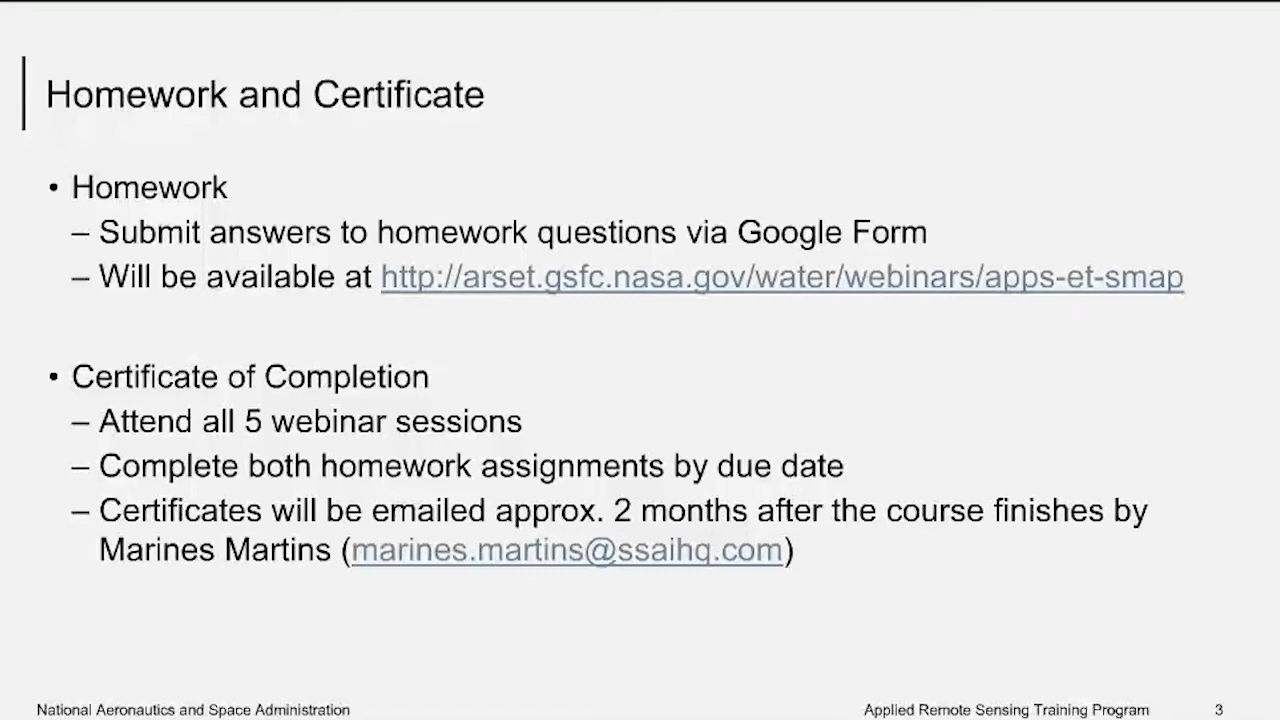 Homework and Certificate
• Homework
– Submit answers to homework questions via Google Form
– Will be available at http://arset.gsfc.nasa.gov/water/webinars/apps-et-smap
• Certificate of Completion
– Attend all 5 webinar sessions
– Complete both homework assignments by due date
– Certificates will be emailed approx. 2 months after the course finishes by
Marines Martins (marines.martins@ssaihq.com)
National Aeronautics and Space Administration
Applied Remote Sensing Training Program 3